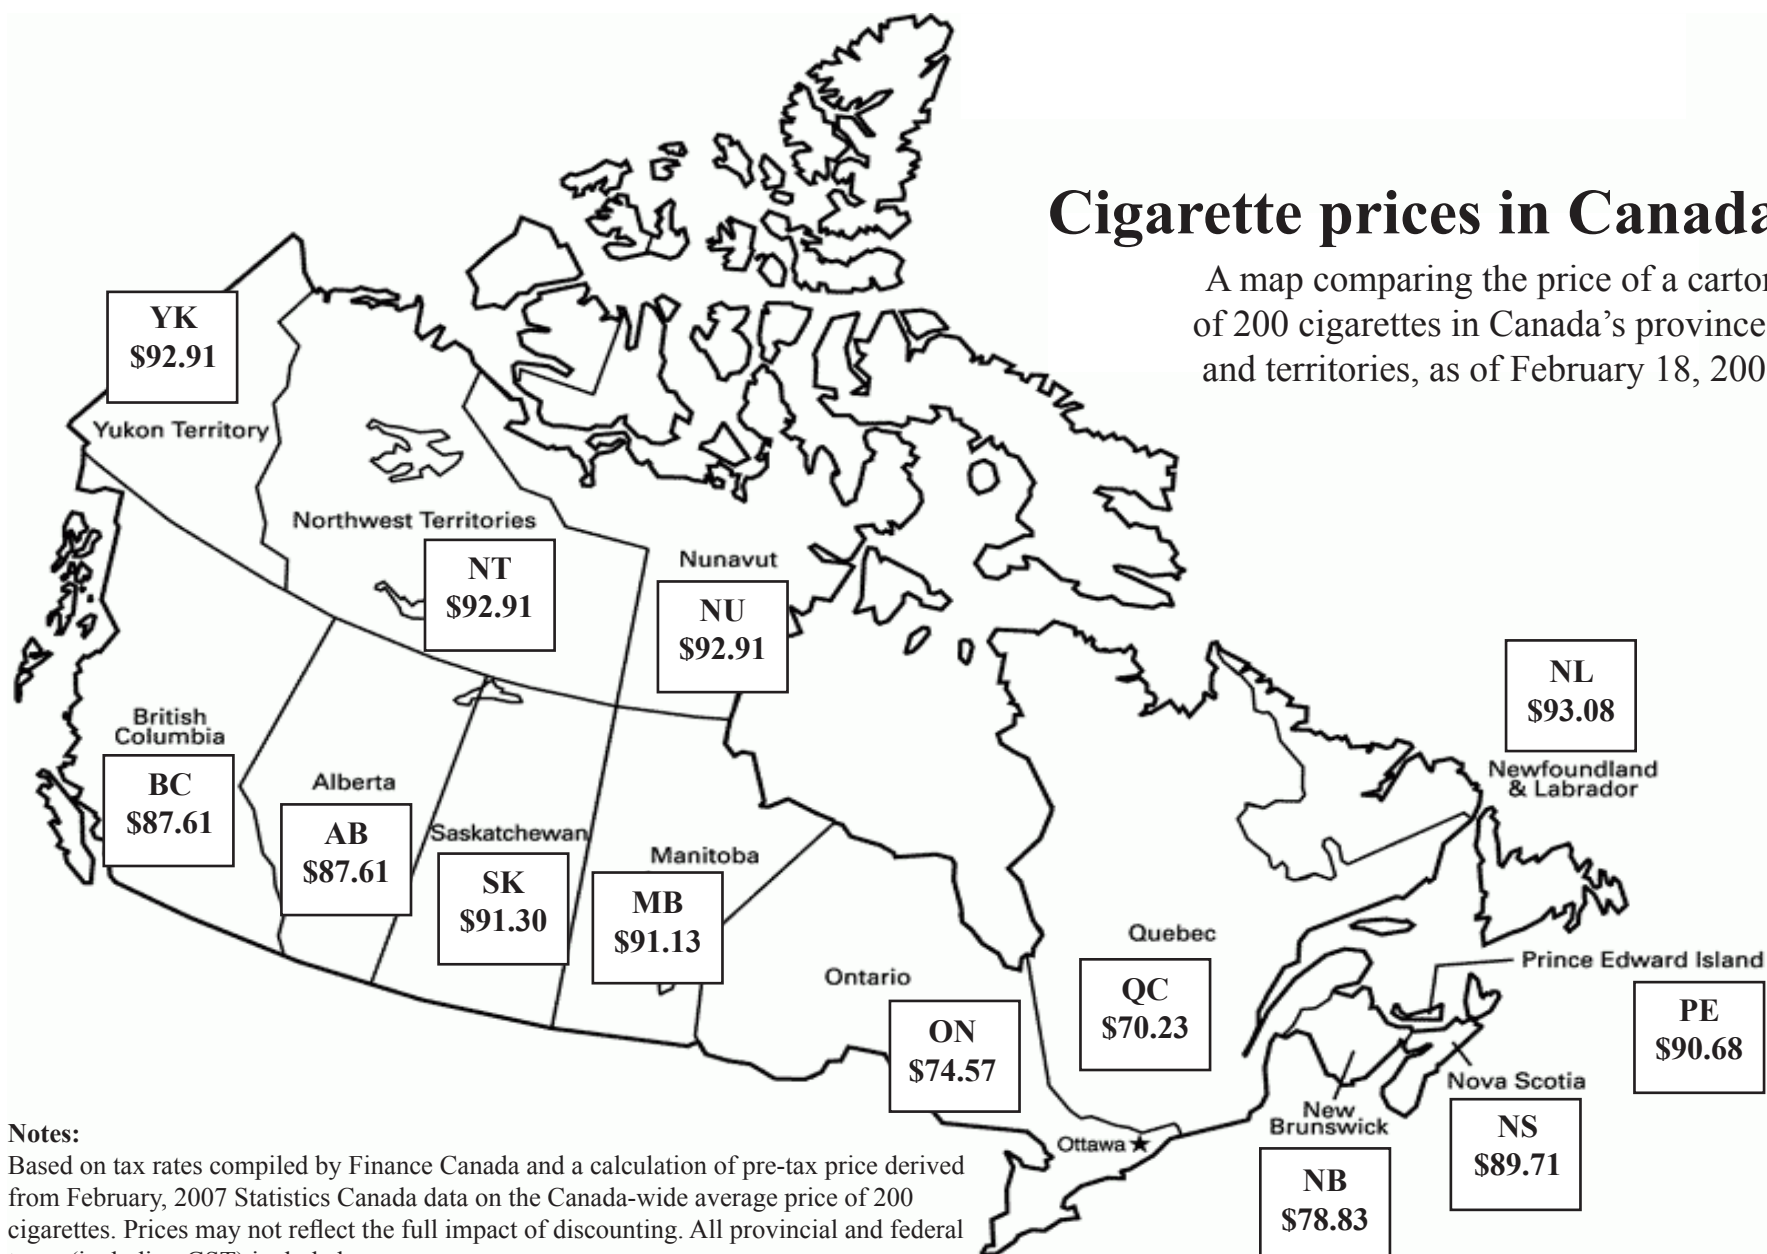 Cigarette prices in Canada
A map comparing the price of a carton
of 200 cigarettes in Canada’s province
and territories, as of February 18, 200
YK
$92.91
Yukon Territory
Northwest Territories
NT
$92.91
Nunavut
NU
$92.91
NL
$93.08
Newfoundland
& Labrador
British
Columbia
BC
$87.61
Alberta
AB
$87.61
Saskatchewan
SK
$91.30
Manitoba
MB
$91.13
Ontario
ON
$74.57
Quebec
QC
$70.23
Prince Edward Island
PE
$90.68
Nova Scotia
NS
$89.71
New
Brunswick
NB
$78.83
Ottawa
Notes:
Based on tax rates compiled by Finance Canada and a calculation of pre-tax price derived
from February, 2007 Statistics Canada data on the Canada-wide average price of 200
cigarettes. Prices may not reflect the full impact of discounting. All provincial and federal